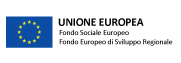 UNIONE EUROPEA
Fondo Sociale Europeo
Fondo Europeo di Sviluppo Regionale